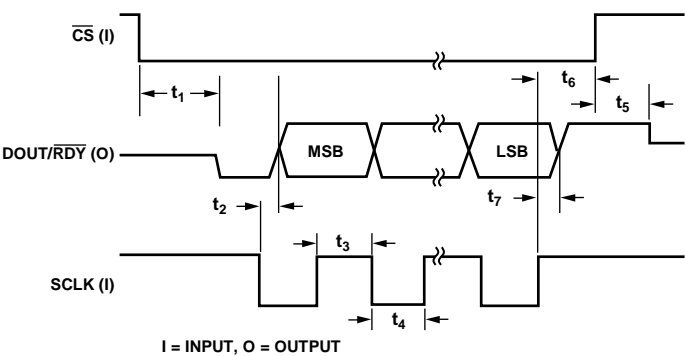 CS (I)
t6
t1
t5
DOUT/RDY (O)
MSB
LSB
t2
t7
t3
SCLK (I)
t4
I = INPUT, O = OUTPUT